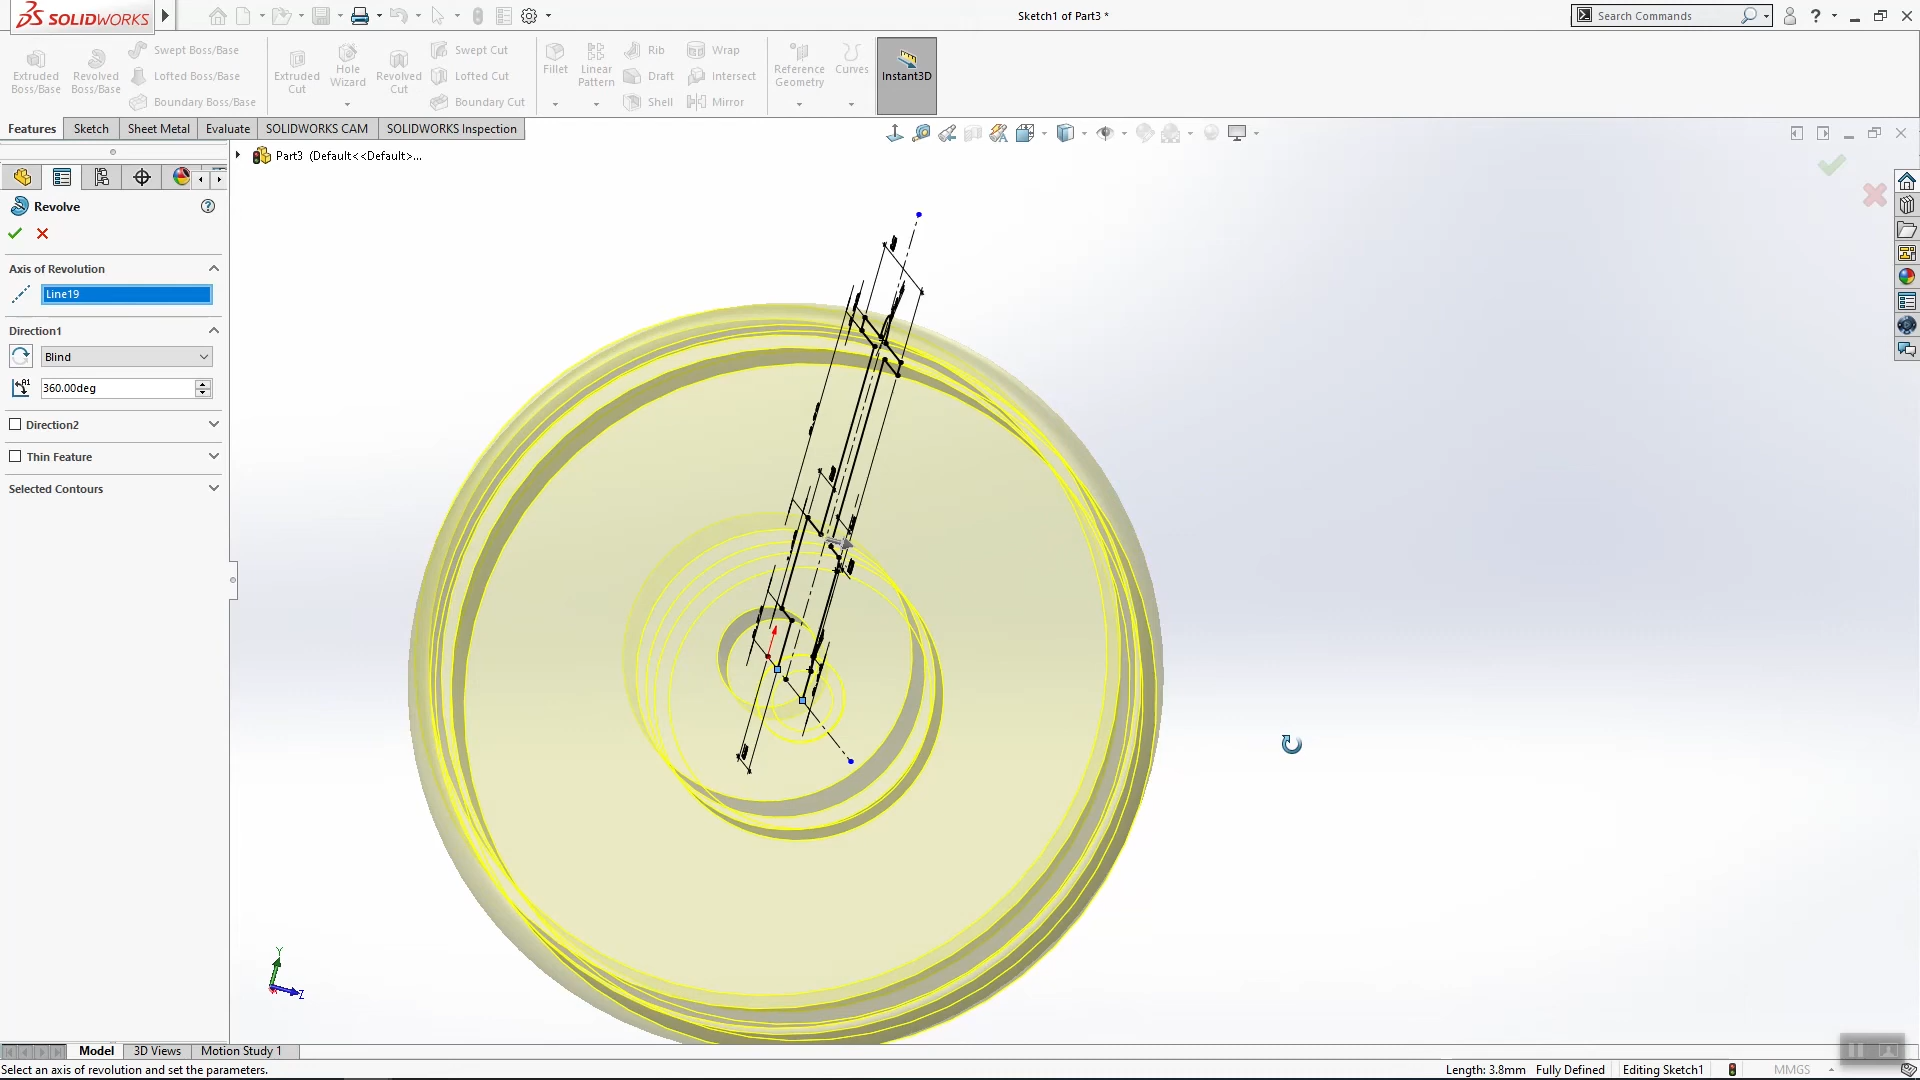 SOLIDWORKS
Sketch1 of Part3 *
Search Commands
Extruded Boss/Base
Revolved Boss/Base
Swept Boss/Base
Lofted Boss/Base
Boundary Boss/Base
Extruded Cut
Hole Wizard
Revolved Cut
Swept Cut
Lofted Cut
Boundary Cut
Fillet
Linear Pattern
Rib
Draft
Shell
Wrap
Intersect
Mirror
Reference Geometry
Curves
Instant3D
Features Sketch Sheet Metal Evaluate SOLIDWORKS CAM SOLIDWORKS Inspection
Part3 (Default<<Default>...
Revolve
Axis of Revolution
Line19
Direction1
Blind
360.00deg
Direction2
Thin Feature
Selected Contours
Y
Z
Model 3D Views Motion Study 1
Select an axis of revolution and set the parameters.
Length: 3.8mm Fully Defined Editing Sketch1 MMGS